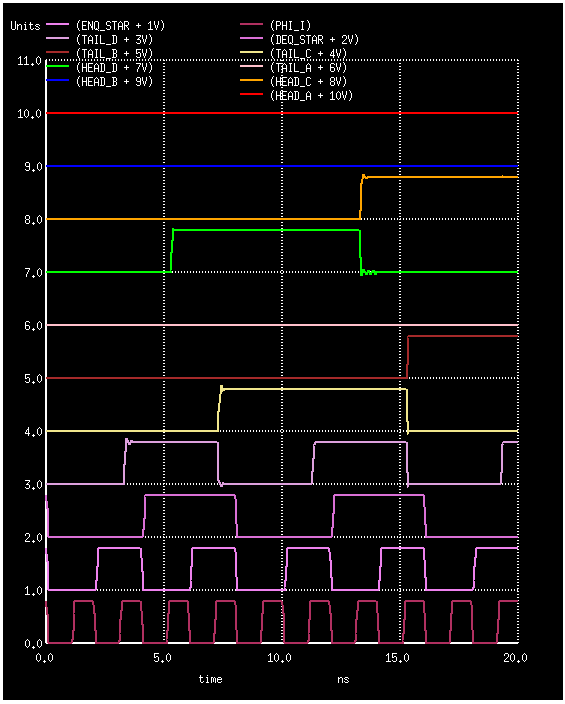 Units (ENQ_STAR + 1V) (PHI_I)
(TAIL_D + 3V) (DEQ_STAR + 2V)
(TAIL_B + 5V) (TAIL_C + 4V)
(HEAD_D + 7V) (TAIL_A + 6V)
(HEAD_B + 9V) (HEAD_C + 8V)
(HEAD_A + 10V)
11.0
10.0
9.0
8.0
7.0
6.0
5.0
4.0
3.0
2.0
1.0
0.0
0.0 5.0 10.0 15.0 20.0
time ns